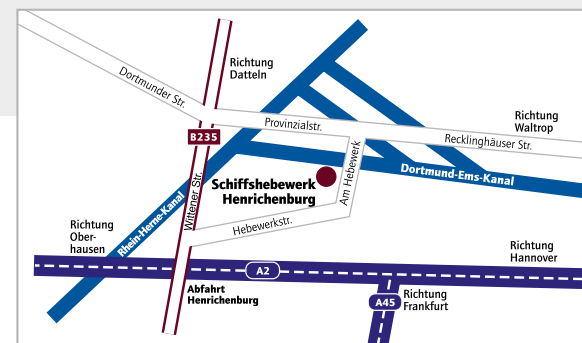 Richtung
Datteln
Dortmunder Str.
B235
Provinzialstr.
Richtung
Waltrop
Recklinghäuser Str.
Schiffshebewerk
Henrichenburg
Am Hebewerk
Dortmund-Ems-Kanal
Wittener Str.
Rhein-Herne-Kanal
Hebewerkstr.
Richtung
Ober-
hausen
Richtung
Hannover
A2
Abfahrt
Henrichenburg
A45
Richtung
Frankfurt